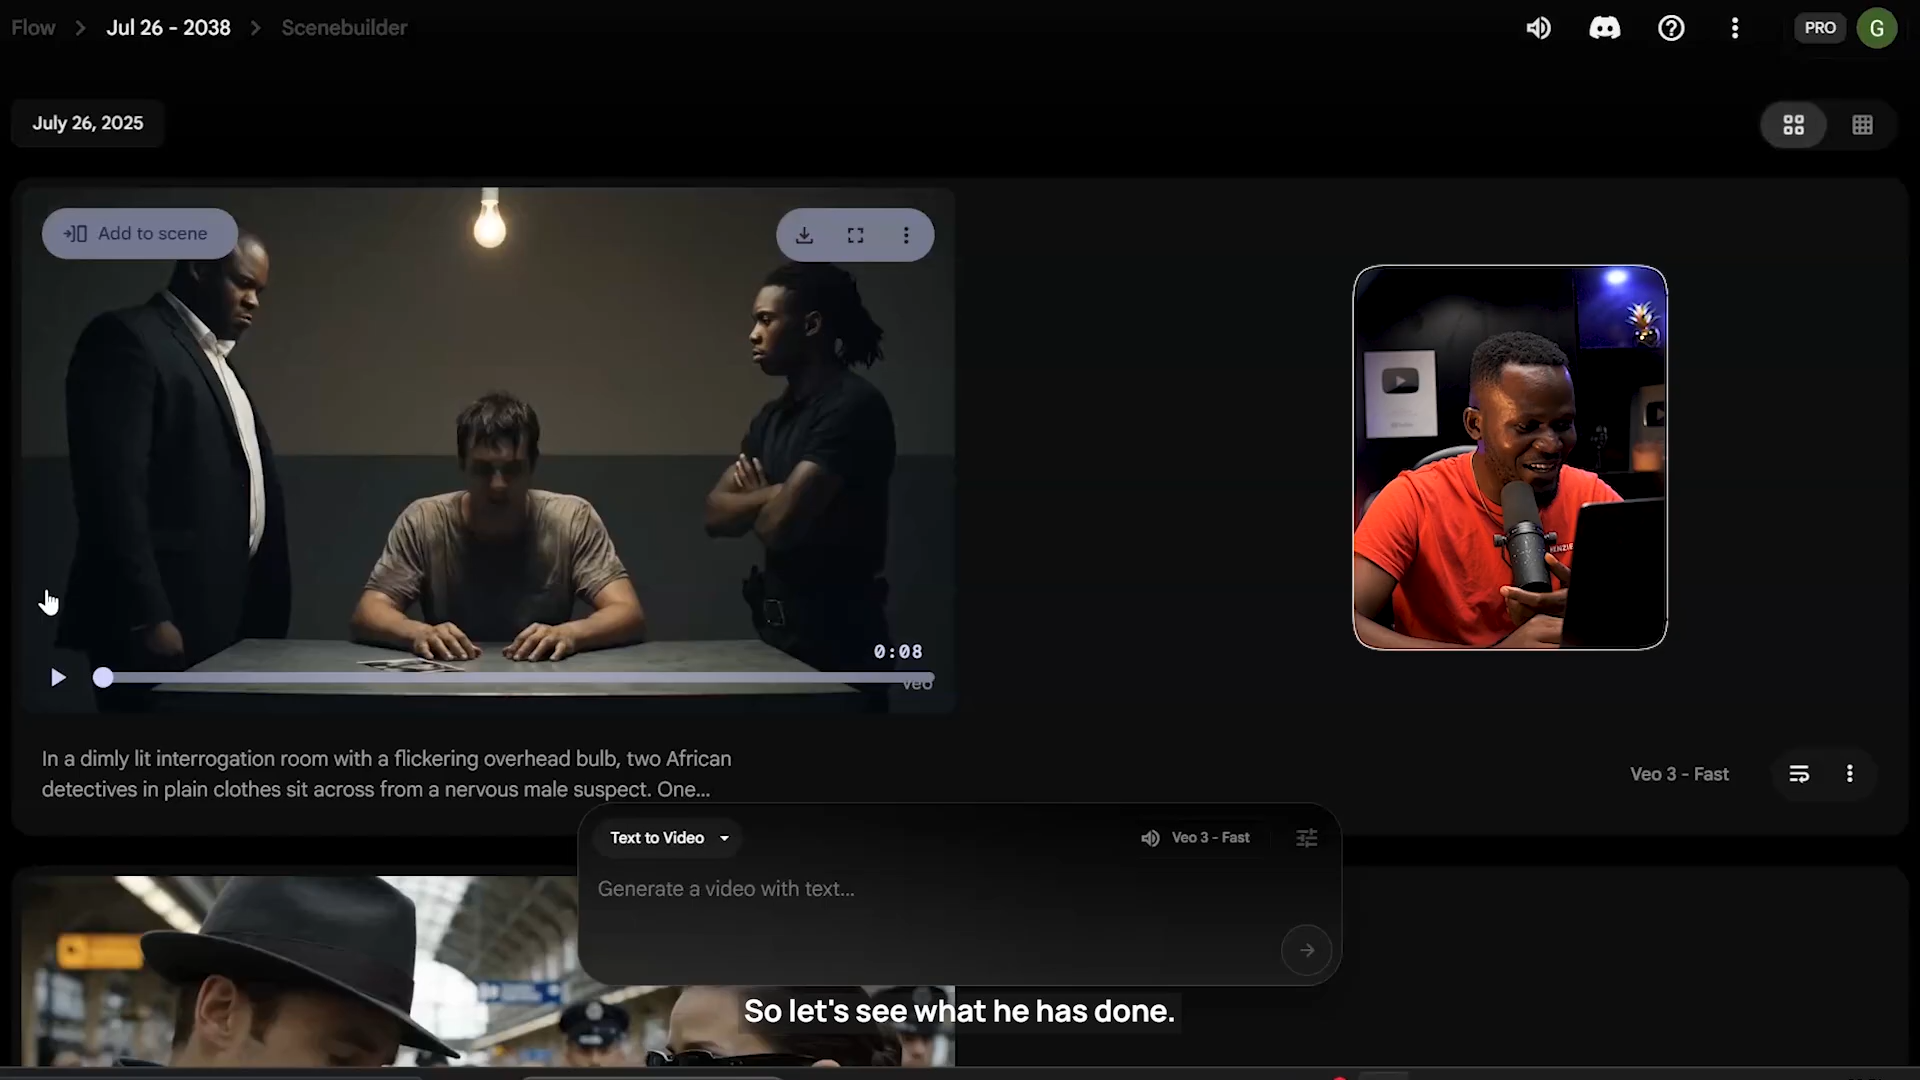 Flow
Jul 26 - 2038
Scenebuilder
PRO
G
July 26, 2025
Add to scene
0:08
Veo
In a dimly lit interrogation room with a flickering overhead bulb, two African
detectives in plain clothes sit across from a nervous male suspect. One...
Veo 3 - Fast
Text to Video
Veo 3 - Fast
Generate a video with text...
So let's see what he has done.